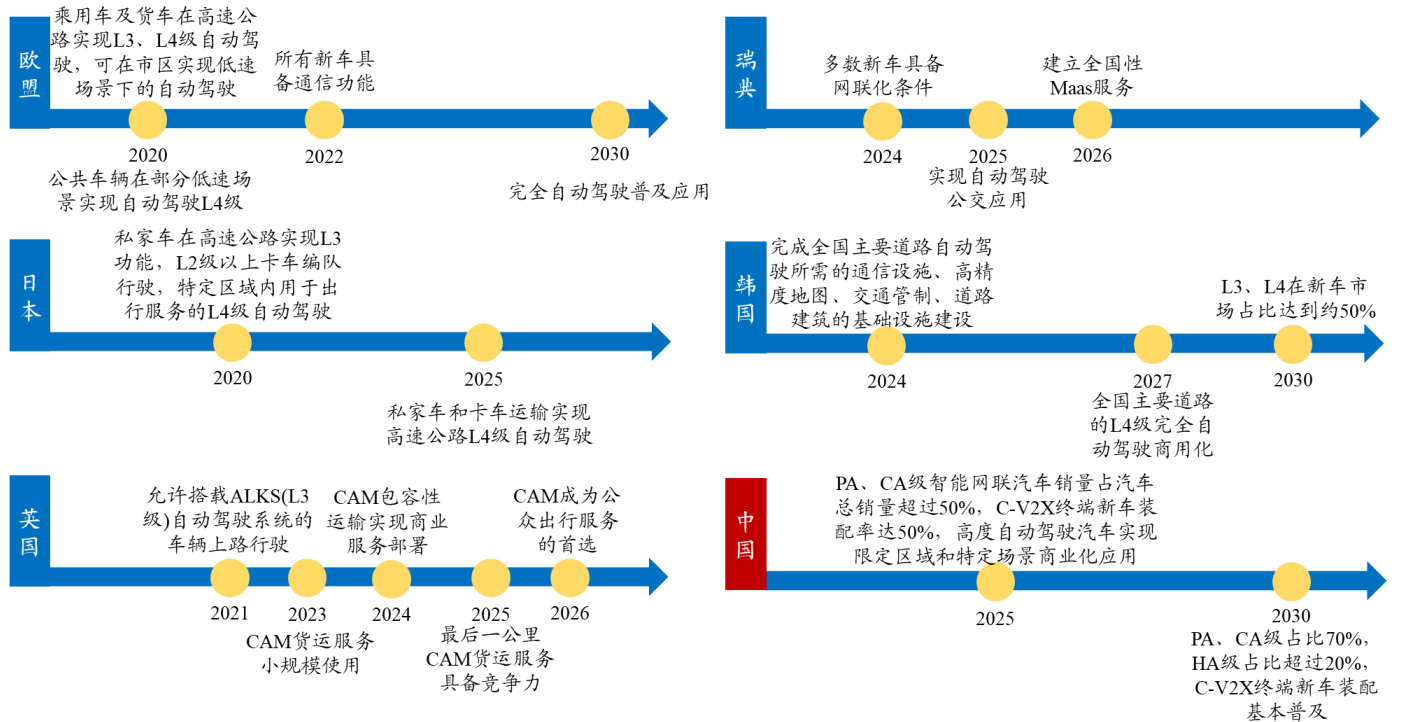 欧盟
乘用车及货车在高速公
路实现L3、L4级自动驾
驶，可在市区实现低速
场景下的自动驾驶
所有新车具
备通信功能
2020
2022
2030
公共车辆在部分低速场
景实现自动驾驶L4级
完全自动驾驶普及应用
瑞典
多数新车具备
网联化条件
建立全国性
Maas服务
2024
2025
2026
实现自动驾驶
公交应用
日本
私家车在高速公路实现L3
功能，L2级以上卡车编队
行驶，特定区域内用于出
行服务的L4级自动驾驶
2020
2025
私家车和卡车运输实现
高速公路L4级自动驾驶
韩国
完成全国主要道路自动驾
驶所需的通信设施、高精
度地图、交通管制、道路
建筑的基础设施建设
L3、L4在新车市
场占比达到约50%
2024
2027
2030
全国主要道路
的L4级完全自
动驾驶商用化
英国
允许搭载ALKS(L3
级)自动驾驶系统的
车辆上路行驶
CAM包容性
运输实现商业
服务部署
CAM成为公
众出行服务
的首选
2021
2023
2024
2025
2026
CAM货运服务
小规模使用
最后一公里
CAM货运服务
具备竞争力
中国
PA、CA级智能网联汽车销量占汽车
总销量超过50%，C-V2X终端新车装
配率达50%，高度自动驾驶汽车实现
限定区域和特定场景商业化应用
2025
2030
PA、CA级占比70%，
HA级占比超过20%，
C-V2X终端新车装配
基本普及